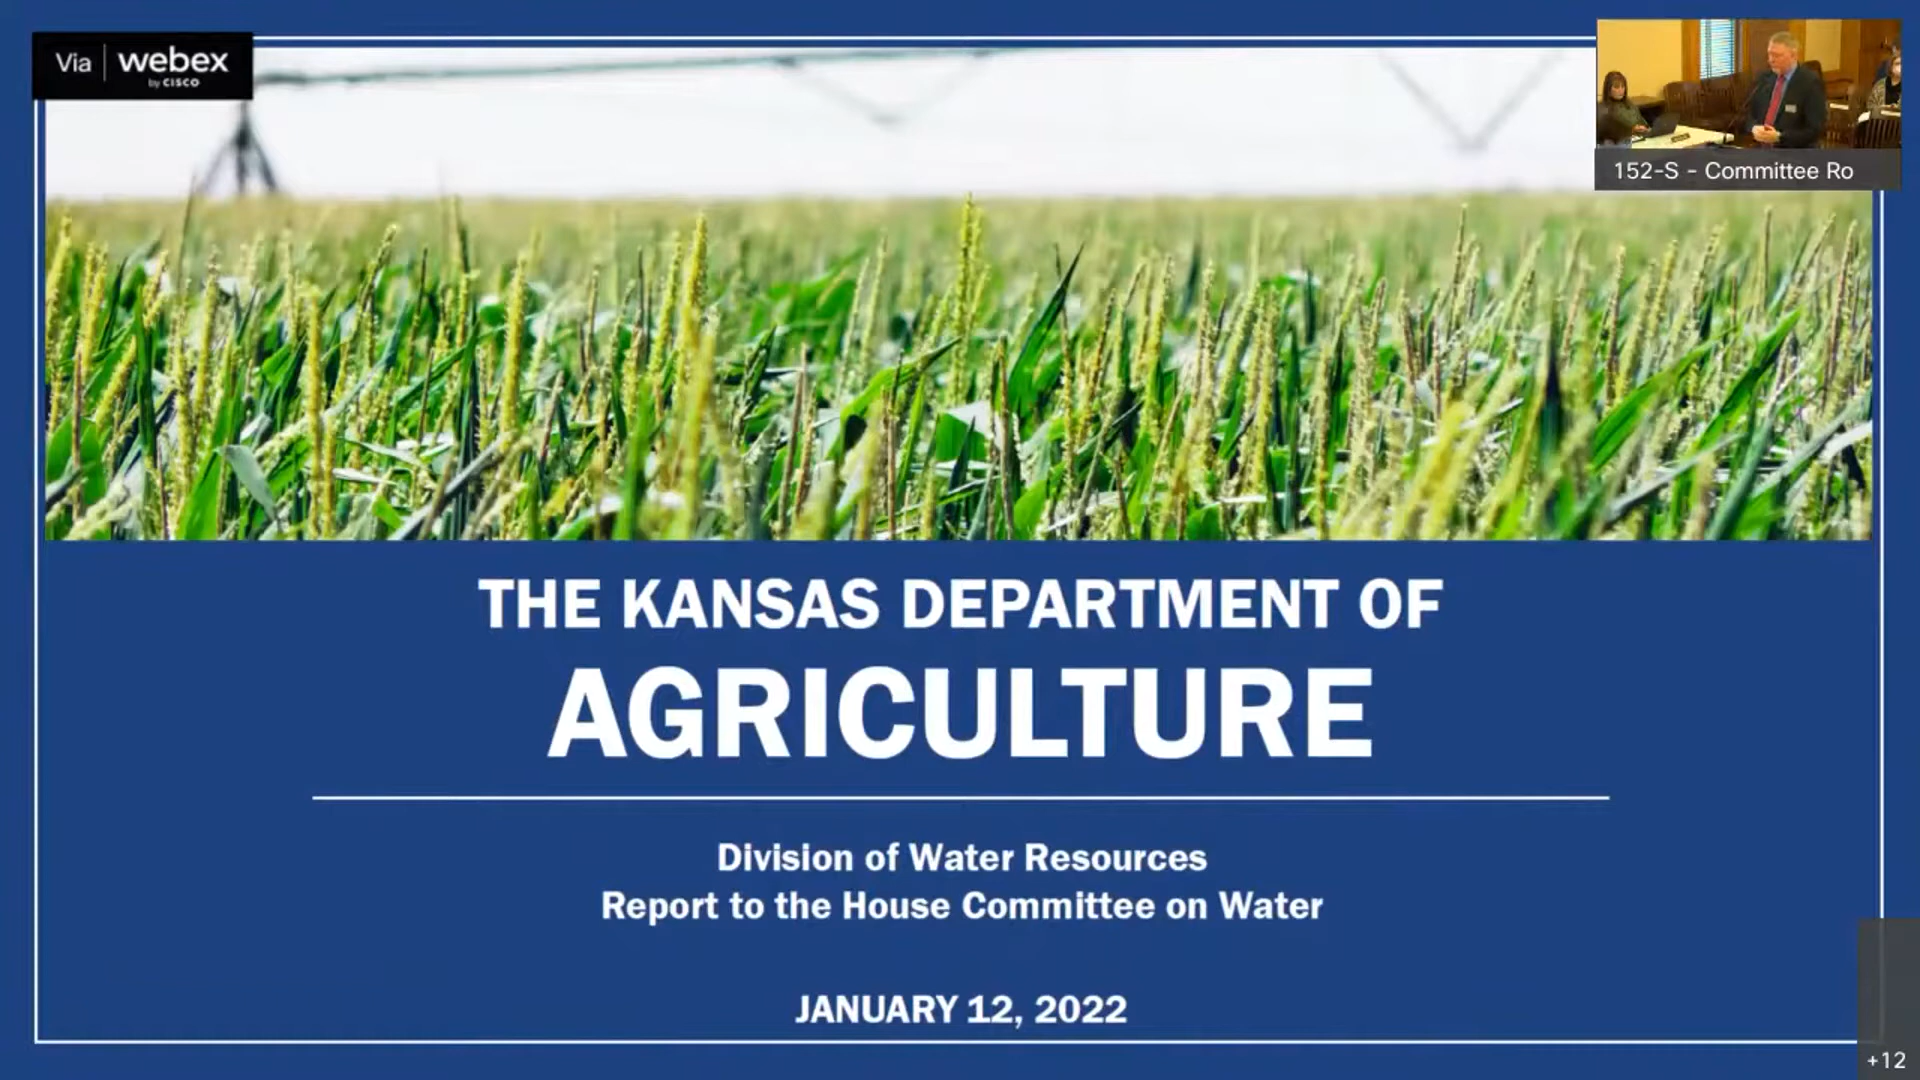 Via webex
by CISCO
152-S - Committee Ro
THE KANSAS DEPARTMENT OF
AGRICULTURE
Division of Water Resources
Report to the House Committee on Water
JANUARY 12, 2022
+12